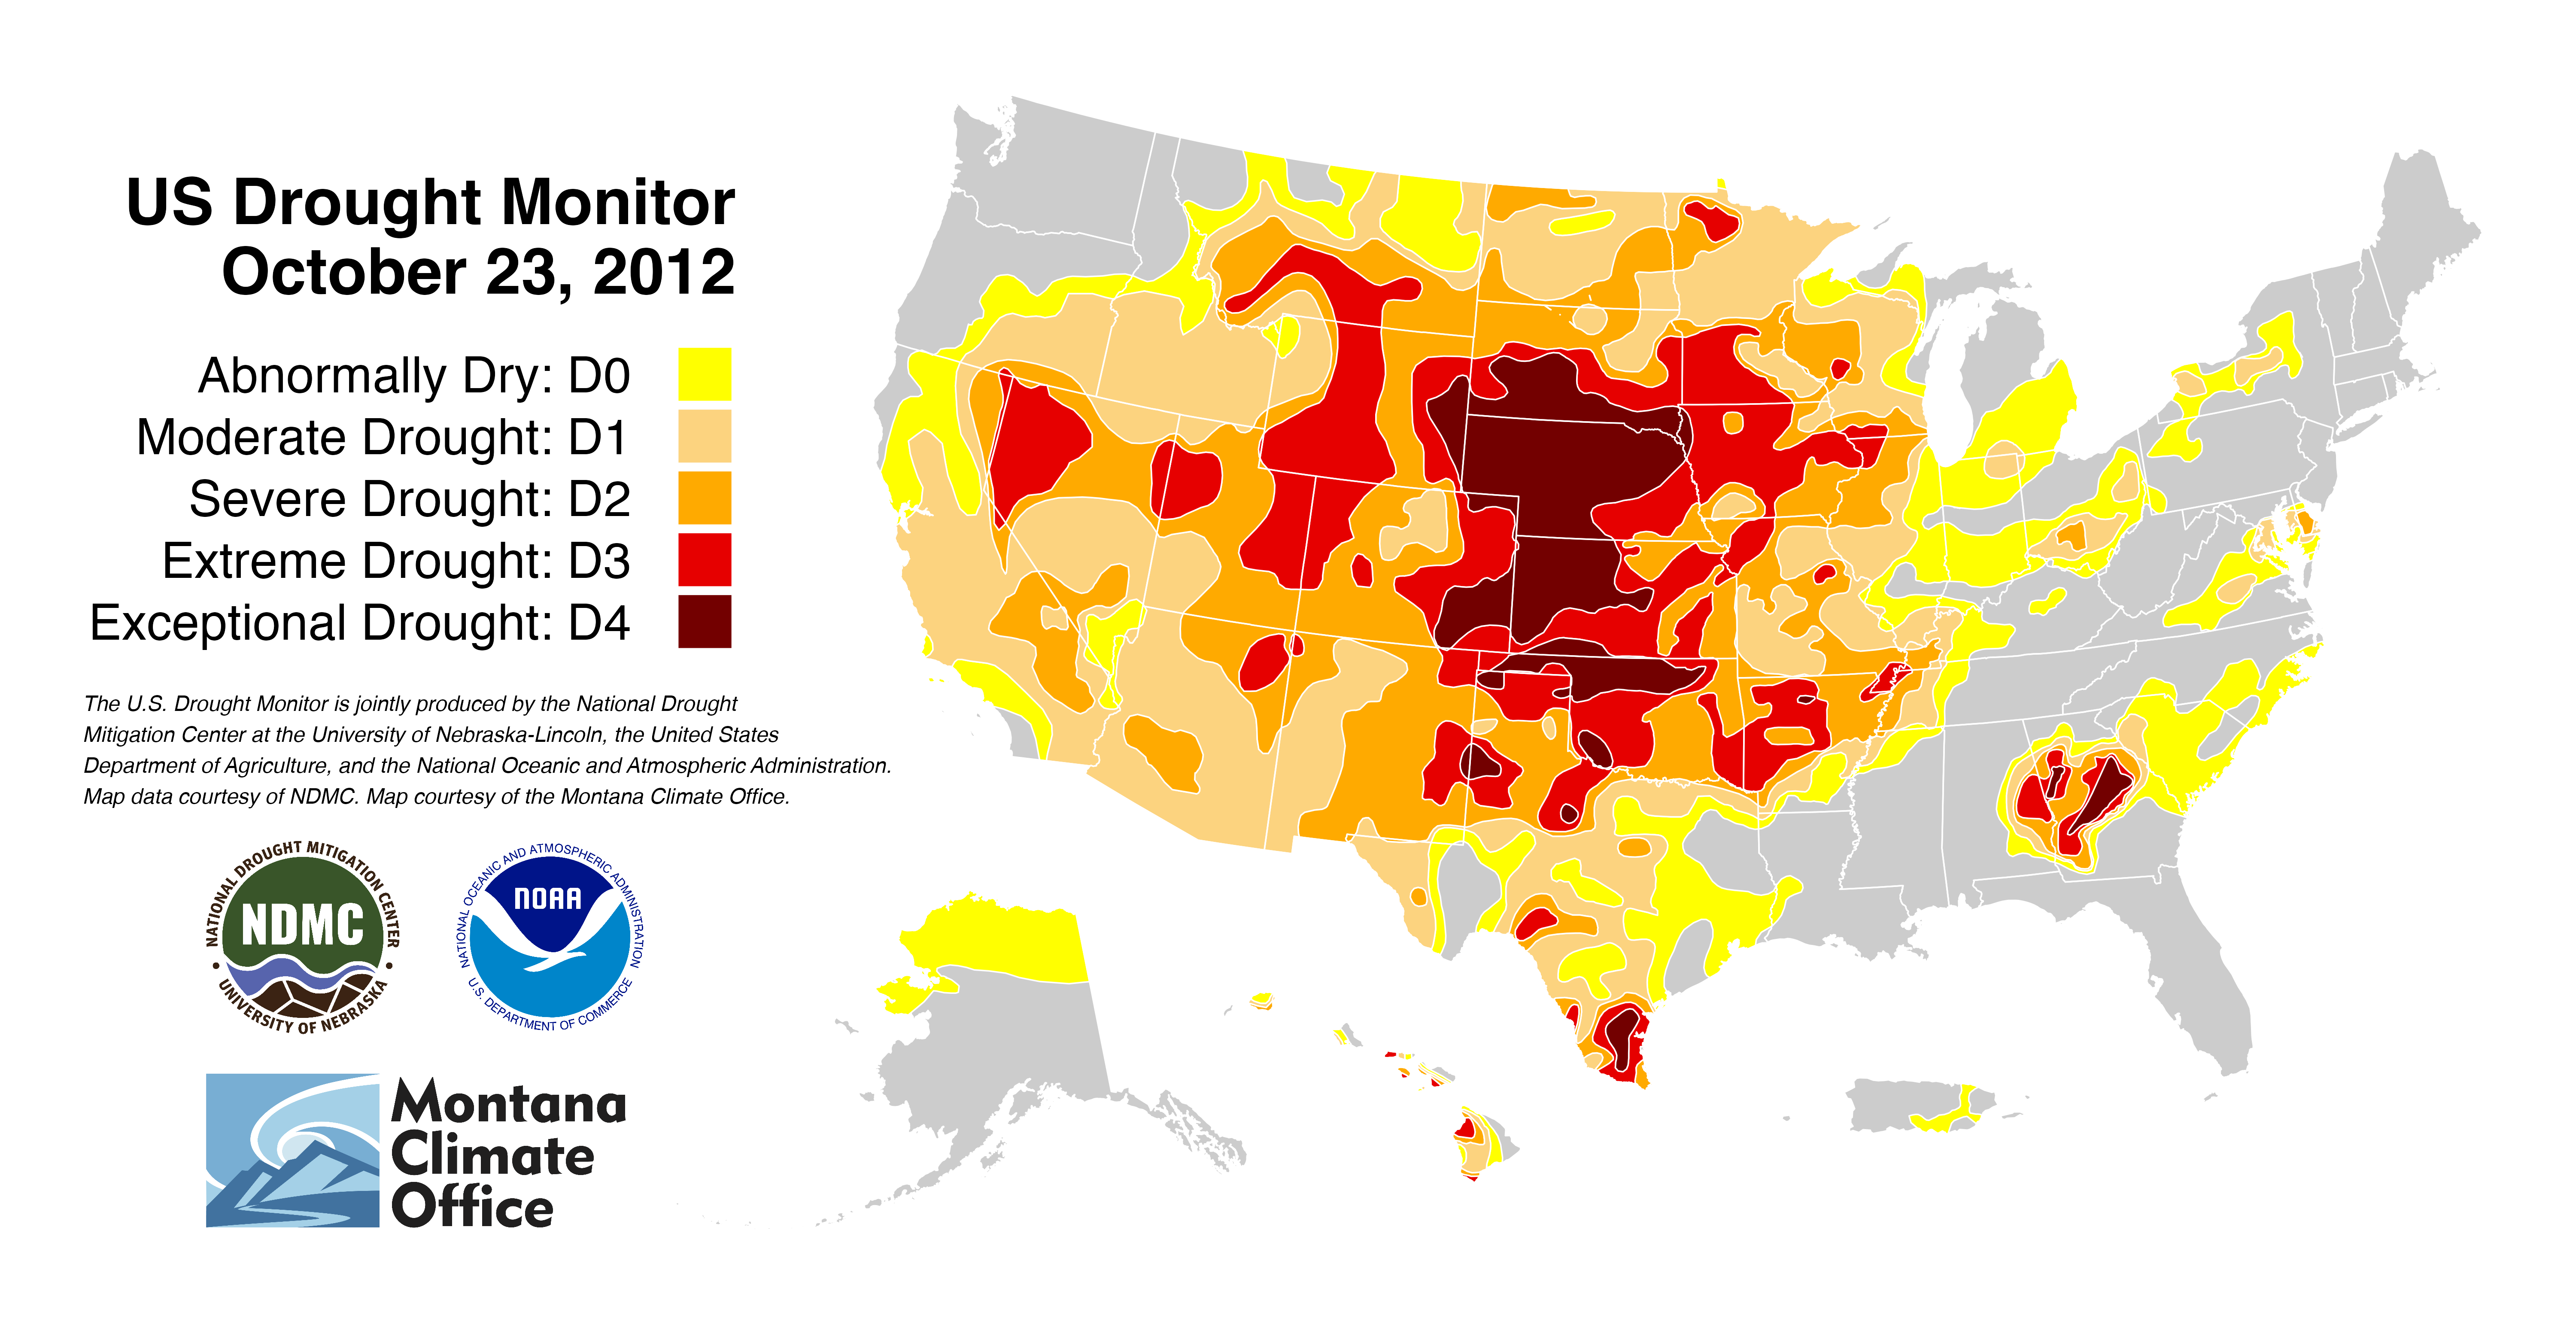 US Drought Monitor
October 23, 2012
Abnormally Dry: D0
Moderate Drought: D1
Severe Drought: D2
Extreme Drought: D3
Exceptional Drought: D4
The U.S. Drought Monitor is jointly produced by the National Drought
Mitigation Center at the University of Nebraska-Lincoln, the United States
Department of Agriculture, and the National Oceanic and Atmospheric Administration.
Map data courtesy of NDMC. Map courtesy of the Montana Climate Office.
NATIONAL DROUGHT MITIGATION CENTER
NDMC
• UNIVERSITY OF NEBRASKA •
NATIONAL OCEANIC AND ATMOSPHERIC ADMINISTRATION
NOAA
U.S. DEPARTMENT OF COMMERCE
Montana
Climate
Office